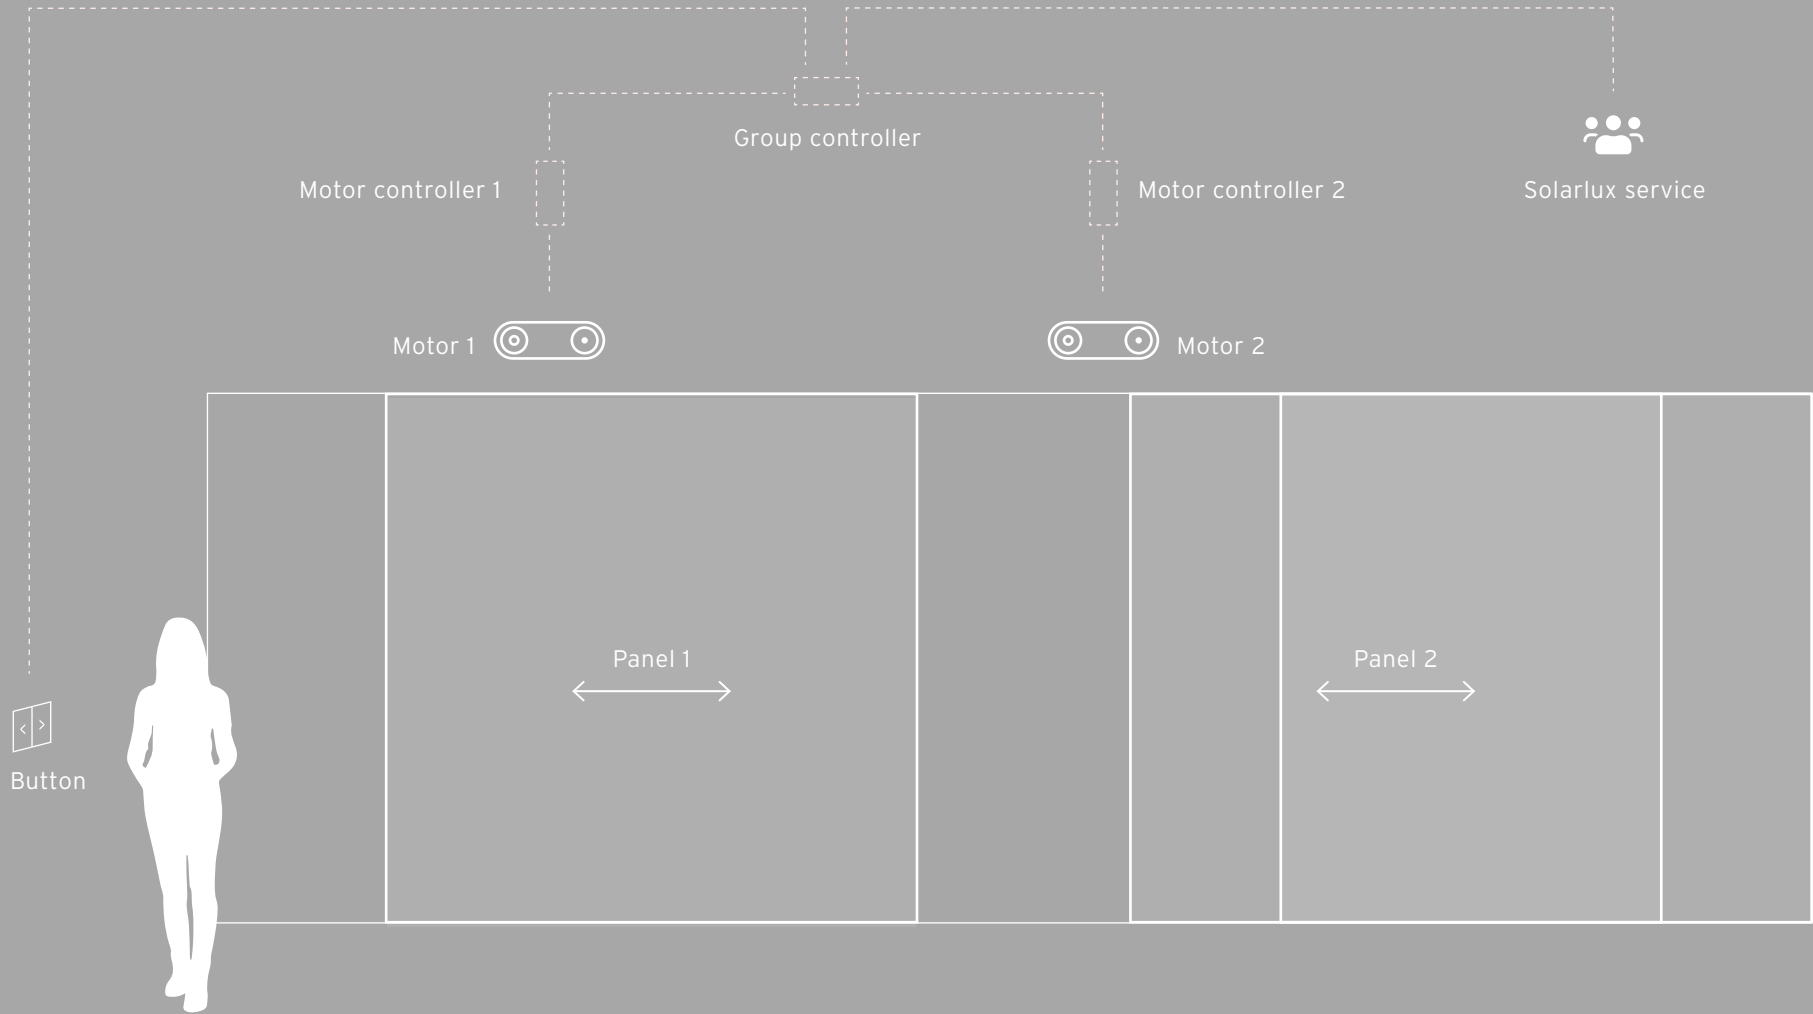 Group controller
Motor controller 1
Motor controller 2
Solarlux service
Motor 1
Motor 2
Panel 1
Panel 2
Button